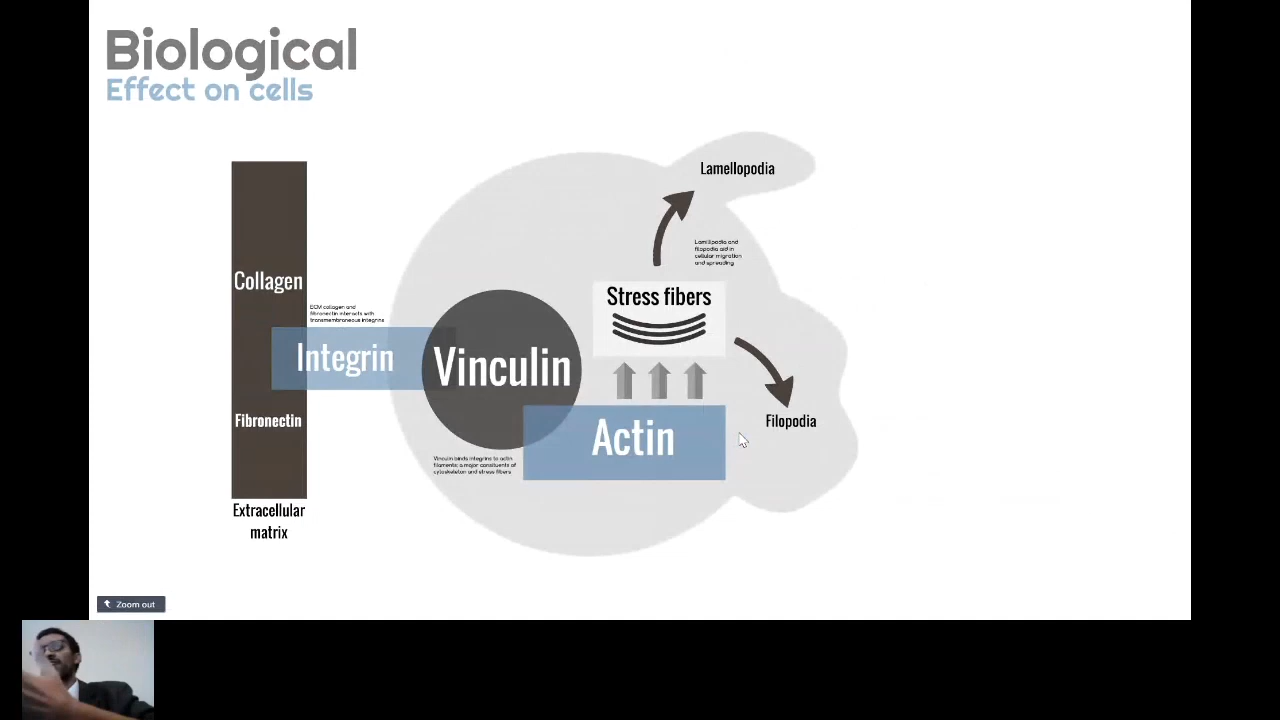 Biological
Effect on cells
Lamellopodia
Lamillipodia and
filopodia aid in
cellular migration
and spreading
Stress fibers
Collagen
ECM collagen and
fibronectin interacts with
transmembraneous integrins
Integrin
Vinculin
Fibronectin
Filopodia
Actin
Vinculin binds integrins to actin
filaments; a major constituents of
cytoskeleton and stress fibers
Extracellular
matrix
Zoom out